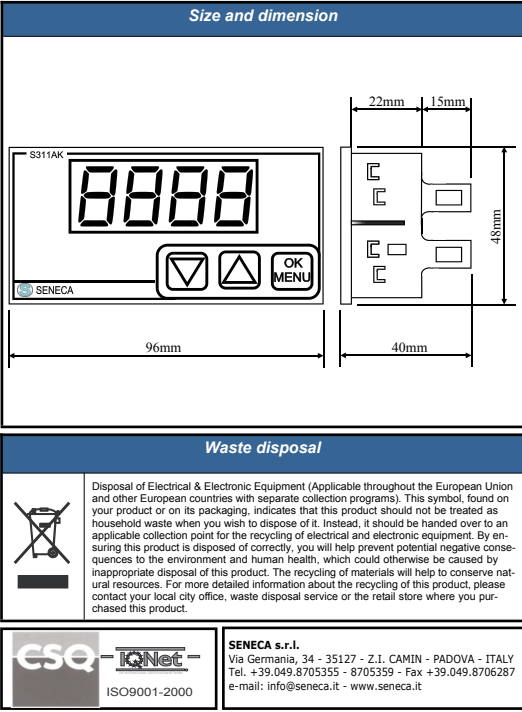 Size and dimension
22mm 15mm
S311AK
8888
OK
MENU
SENECA
48mm
96mm
40mm
Waste disposal
Disposal of Electrical & Electronic Equipment (Applicable throughout the European Union
and other European countries with separate collection programs). This symbol, found on
your product or on its packaging, indicates that this product should not be treated as
household waste when you wish to dispose of it. Instead, it should be handed over to an
applicable collection point for the recycling of electrical and electronic equipment. By en-
suring this product is disposed of correctly, you will help prevent potential negative conse-
quences to the environment and human health, which could otherwise be caused by
inappropriate disposal of this product. The recycling of materials will help to conserve nat-
ural resources. For more detailed information about the recycling of this product, please
contact your local city office, waste disposal service or the retail store where you pur-
chased this product.
CSQ
IQNet
ISO9001-2000
SENECA s.r.l.
Via Germania, 34 - 35127 - Z.I. CAMIN - PADOVA - ITALY
Tel. +39.049.8705355 - 8705359 - Fax +39.049.8706287
e-mail: info@seneca.it - www.seneca.it